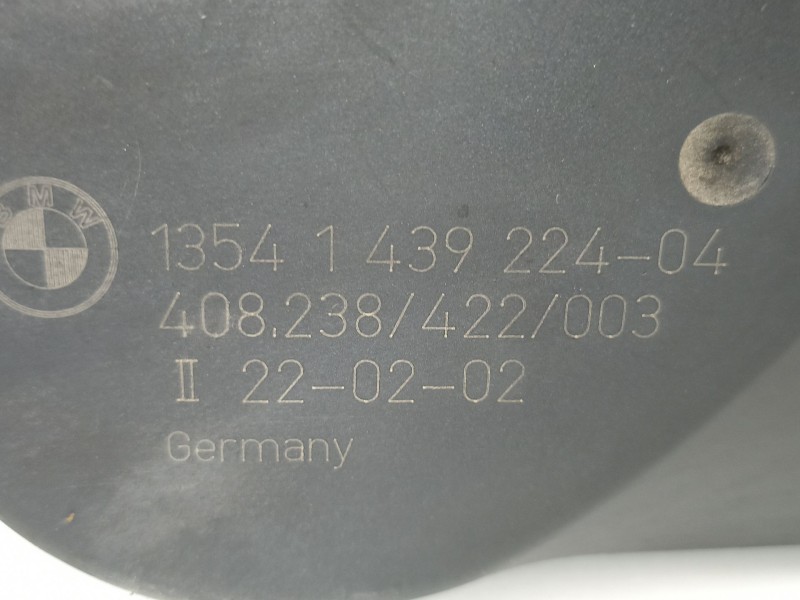 BMW
1354 1 439 224-04
408.238/422/003
II 22-02-02
Germany